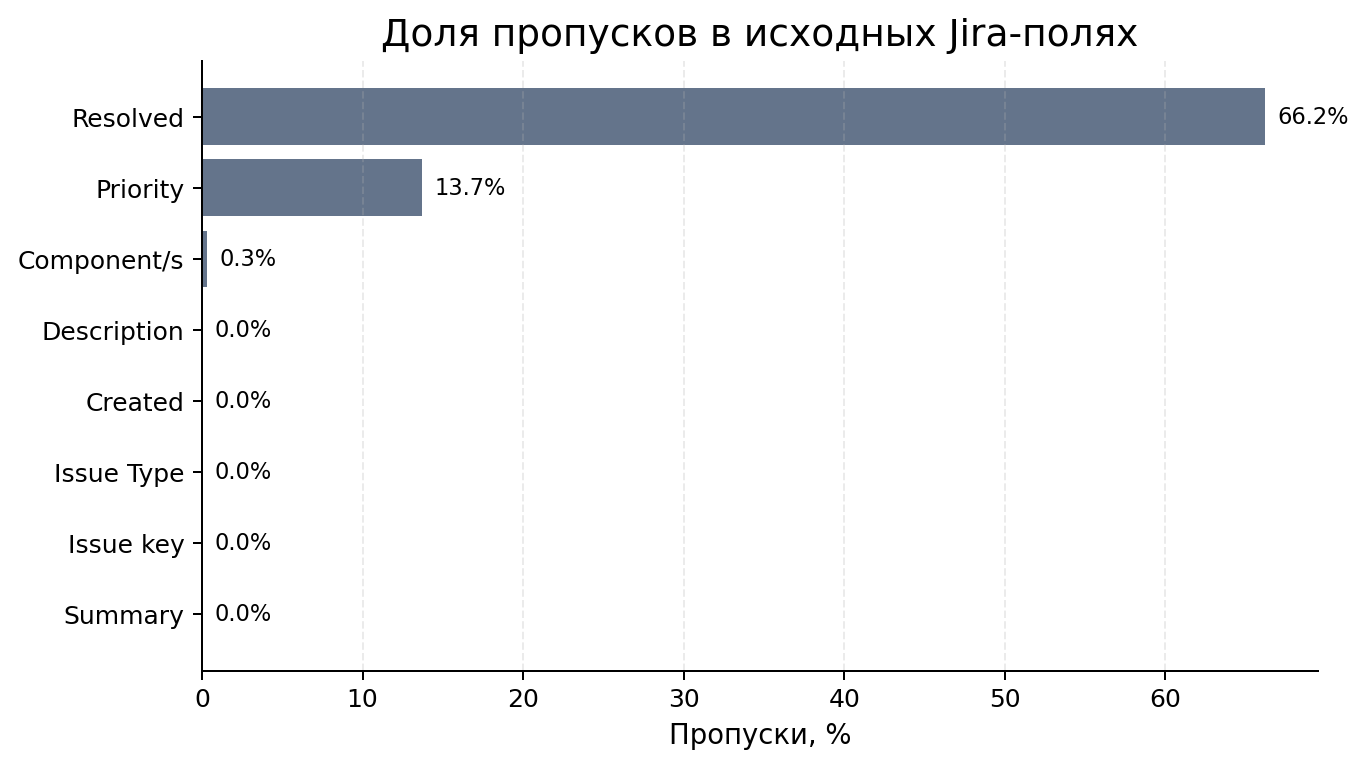 Доля пропусков в исходных Jira-полях
Resolved 66.2%
Priority 13.7%
Component/s 0.3%
Description 0.0%
Created 0.0%
Issue Type 0.0%
Issue key 0.0%
Summary 0.0%
0 10 20 30 40 50 60
Пропуски, %